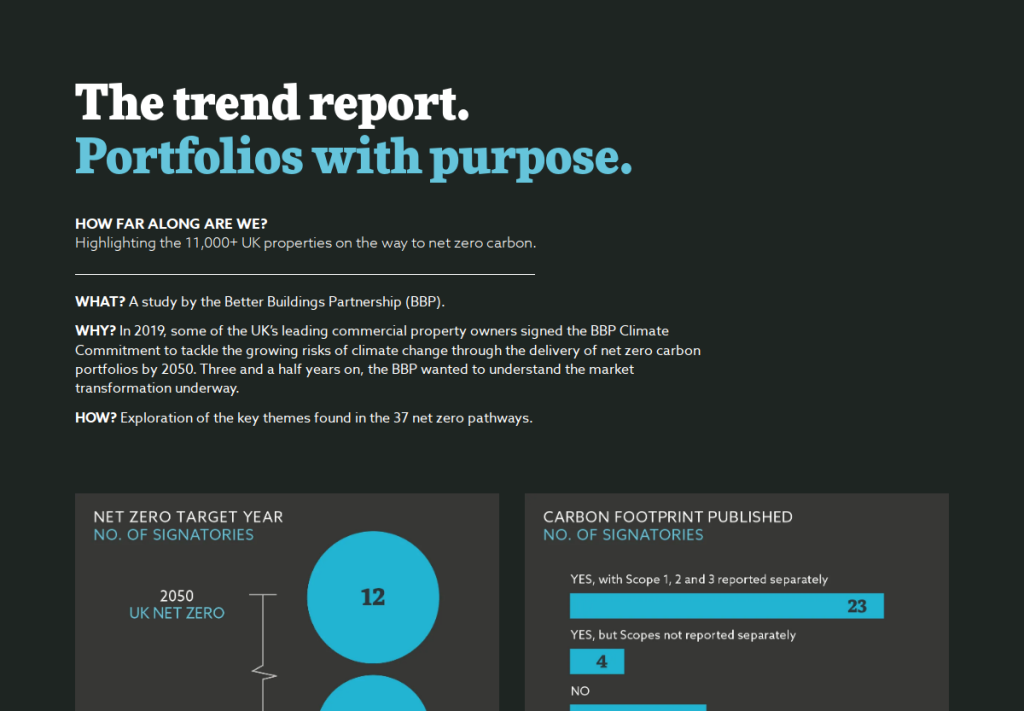 The trend report.
Portfolios with purpose.
HOW FAR ALONG ARE WE?
Highlighting the 11,000+ UK properties on the way to net zero carbon.
WHAT? A study by the Better Buildings Partnership (BBP).
WHY? In 2019, some of the UK's leading commercial property owners signed the BBP Climate
Commitment to tackle the growing risks of climate change through the delivery of net zero carbon
portfolios by 2050. Three and a half years on, the BBP wanted to understand the market
transformation underway.
HOW? Exploration of the key themes found in the 37 net zero pathways.
NET ZERO TARGET YEAR
NO. OF SIGNATORIES
2050
UK NET ZERO
12
CARBON FOOTPRINT PUBLISHED
NO. OF SIGNATORIES
YES, with Scope 1, 2 and 3 reported separately
23
YES, but Scopes not reported separately
4
NO